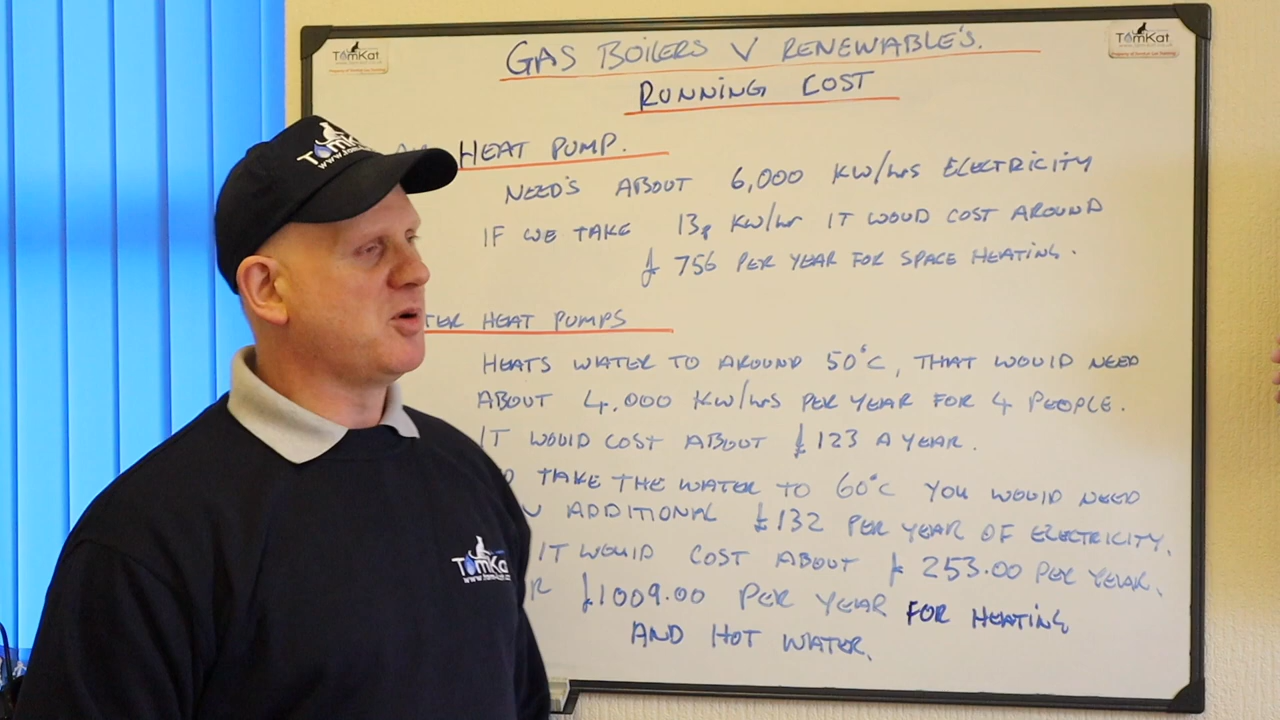 TomKat
TomKat
GAS BOILERS V RENEWABLE'S.
RUNNING COST
HEAT PUMP.
NEED'S ABOUT 6,000 KW/hrs ELECTRICITY
IF WE TAKE 13p KW/hr IT WOUD COST AROUND
£ 756 PER YEAR FOR SPACE HEATING.
TER HEAT PUMPS
HEATS WATER TO AROUND 50°C, THAT WOULD NEED
ABOUT 4,000 KW/hrs PER YEAR FOR 4 PEOPLE.
IT WOULD COST ABOUT £123 A YEAR.
TAKE THE WATER TO 60°C YOU WOULD NEED
ADDITIONAL £132 PER YEAR OF ELECTRICITY.
IT WOULD COST ABOUT £253.00 PER YEAR.
£1009.00 PER YEAR FOR HEATING
AND HOT WATER.
TomKat
TomKat